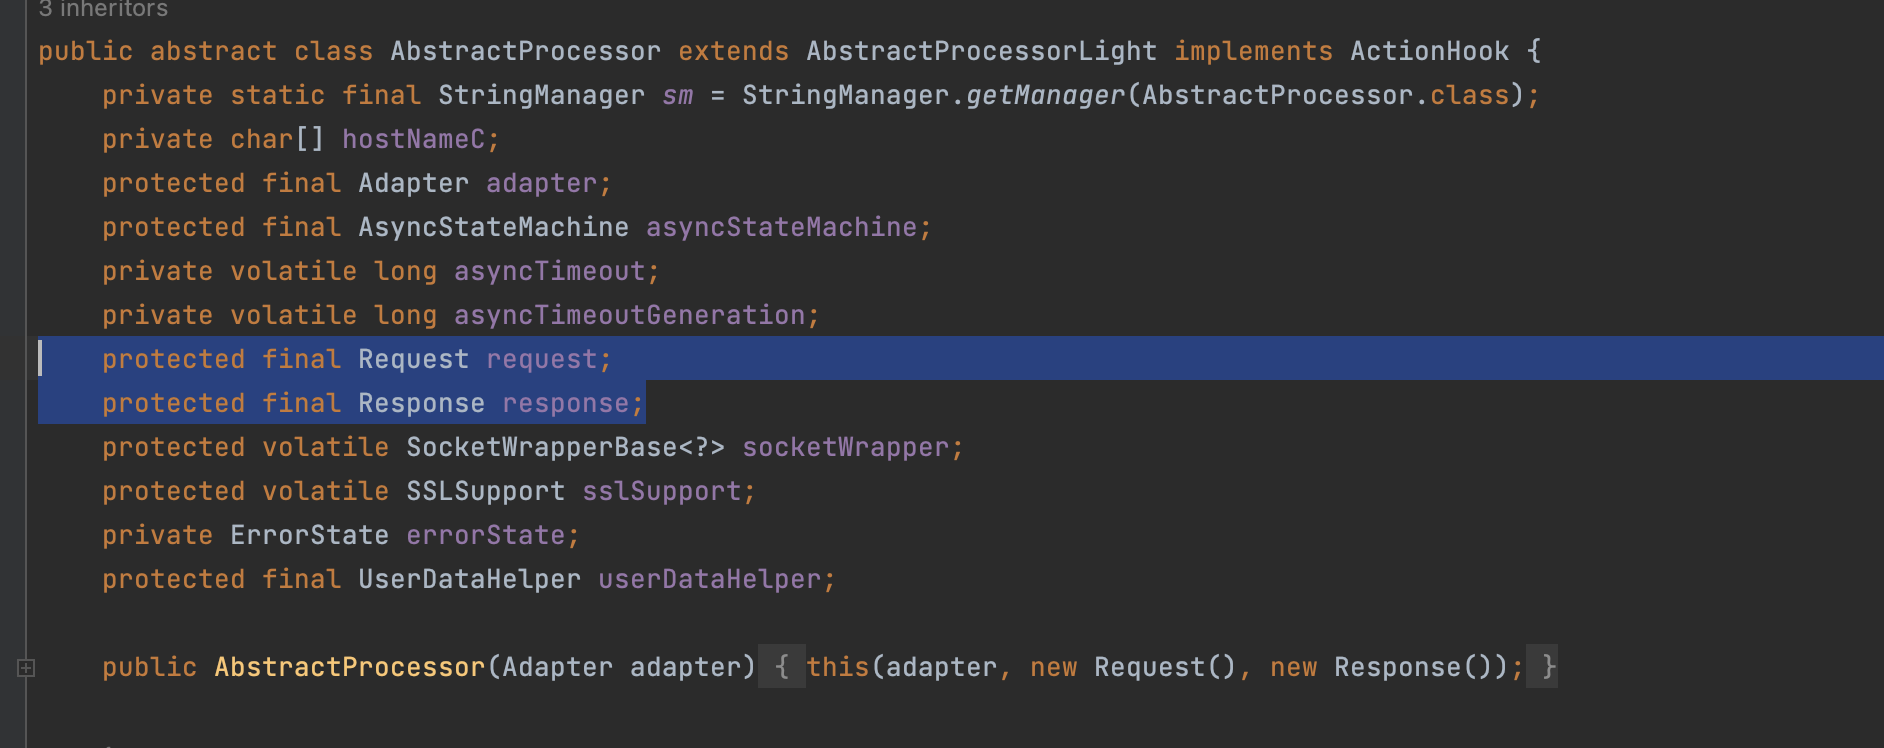 3 inheritors
public abstract class AbstractProcessor extends AbstractProcessorLight implements ActionHook {
    private static final StringManager sm = StringManager.getManager(AbstractProcessor.class);
    private char[] hostNameC;
    protected final Adapter adapter;
    protected final AsyncStateMachine asyncStateMachine;
    private volatile long asyncTimeout;
    private volatile long asyncTimeoutGeneration;
    protected final Request request;
    protected final Response response;
    protected volatile SocketWrapperBase<?> socketWrapper;
    protected volatile SSLSupport sslSupport;
    private ErrorState errorState;
    protected final UserDataHelper userDataHelper;
    public AbstractProcessor(Adapter adapter) { this(adapter, new Request(), new Response()); }